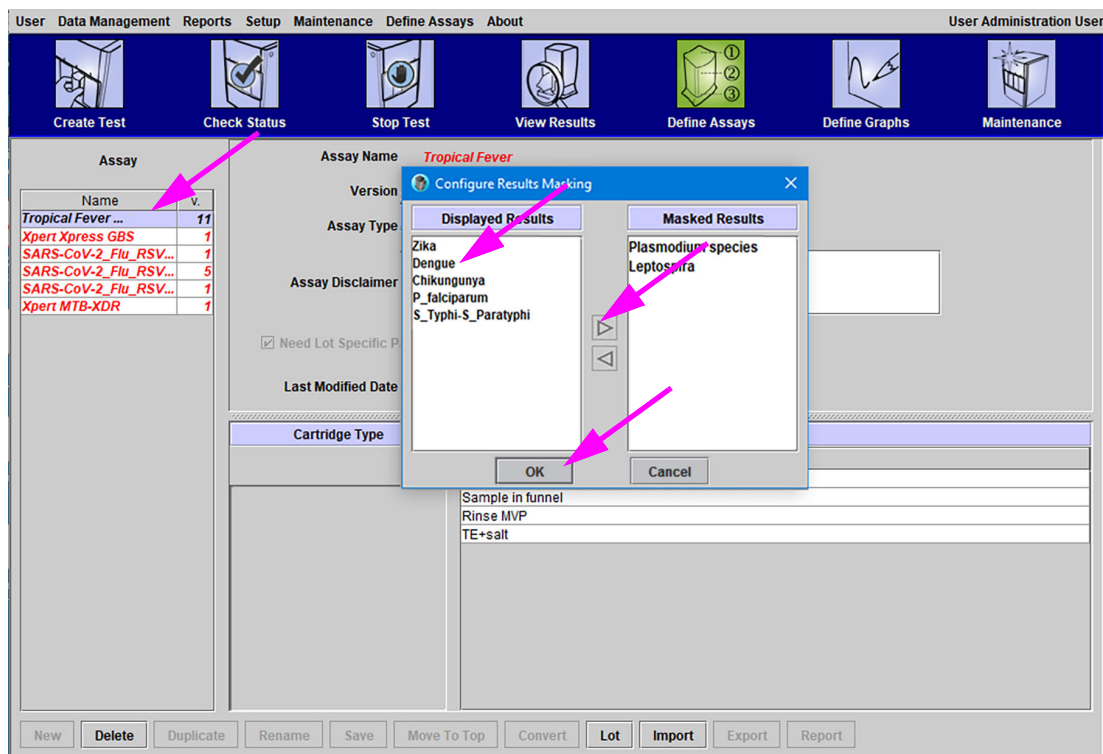 User Data Management Reports Setup Maintenance Define Assays About User Administration User
① ② ③
Create Test Check Status Stop Test View Results Define Assays Define Graphs Maintenance
Assay
Name v.
Tropical Fever ... 11
Xpert Xpress GBS 1
SARS-CoV-2_Flu_RSV... 1
SARS-CoV-2_Flu_RSV... 5
SARS-CoV-2_Flu_RSV... 1
Xpert MTB-XDR 1
Assay Name Tropical Fever
Version
Assay Type
Assay Disclaimer
Need Lot Specific P
Last Modified Date
Configure Results Masking
Displayed Results
Zika
Dengue
Chikungunya
P_falciparum
S_Typhi-S_Paratyphi
Masked Results
Plasmodium species
Leptospira
OK Cancel
Cartridge Type
Sample in funnel
Rinse MVP
TE+salt
New Delete Duplicate Rename Save Move To Top Convert Lot Import Export Report